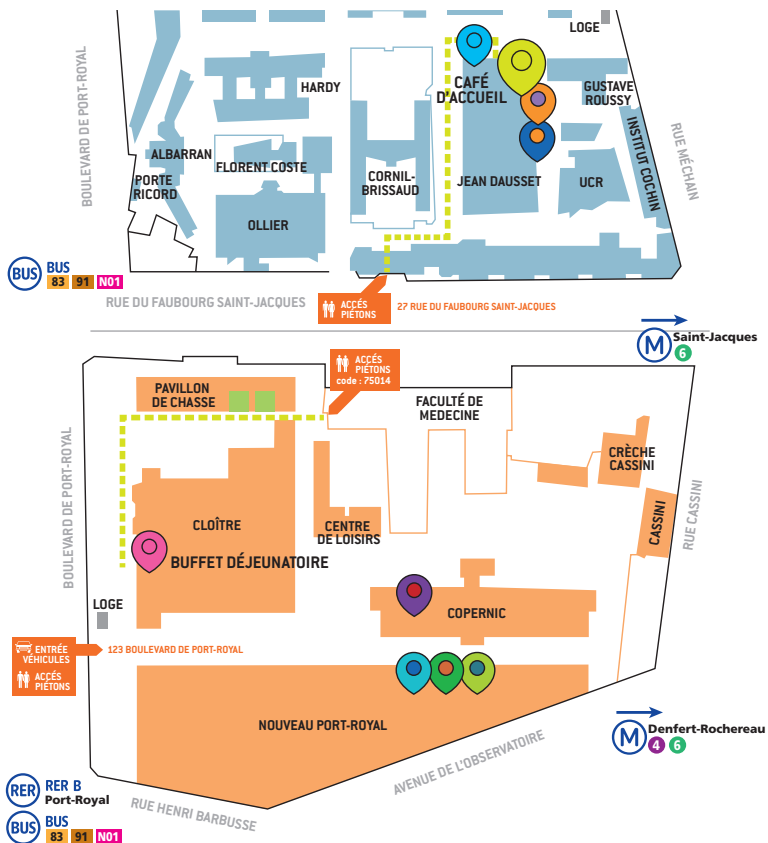 LOGE
BOULEVARD DE PORT-ROYAL
HARDY
CAFÉ
D'ACCUEIL
GUSTAVE
ROUSSY
INSTITUT COCHIN
RUE MÉCHAIN
ALBARRAN
PORTE
RICORD
FLORENT COSTE
CORNIL-
BRISSAUD
JEAN DAUSSET
UCR
OLLIER
BUS
BUS
83 91 N01
RUE DU FAUBOURG SAINT-JACQUES
ACCÉS
PIÉTONS
27 RUE DU FAUBOURG SAINT-JACQUES
M
Saint-Jacques
6
ACCÉS
PIÉTONS
code : 75014
PAVILLON
DE CHASSE
FACULTÉ DE
MEDECINE
CRÈCHE
CASSINI
BOULEVARD DE PORT-ROYAL
CLOÎTRE
CENTRE
DE LOISIRS
CASSINI
RUE CASSINI
BUFFET DÉJEUNATOIRE
LOGE
COPERNIC
ENTRÉE
VÉHICULES
ACCÉS
PIÉTONS
123 BOULEVARD DE PORT-ROYAL
NOUVEAU PORT-ROYAL
AVENUE DE L'OBSERVATOIRE
M
Denfert-Rochereau
4 6
RER
RER B
Port-Royal
RUE HENRI BARBUSSE
BUS
BUS
83 91 N01